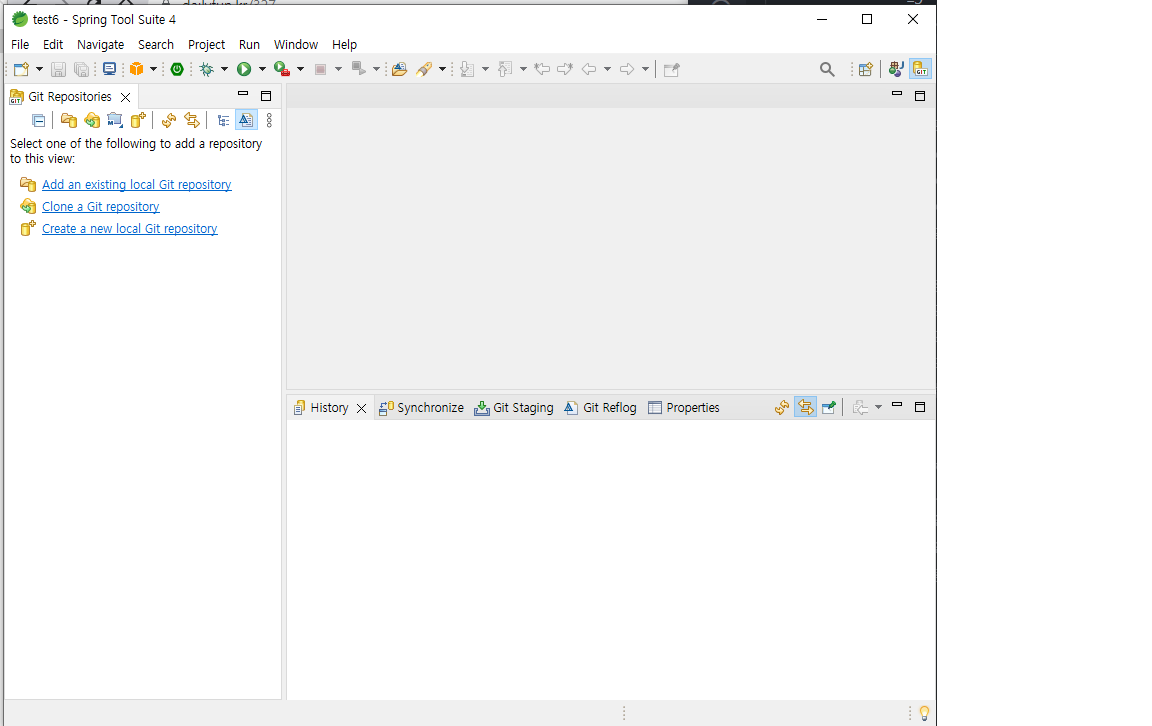 test6 - Spring Tool Suite 4
File Edit Navigate Search Project Run Window Help
GIT
GIT Git Repositories
Select one of the following to add a repository
to this view:
Add an existing local Git repository
Clone a Git repository
Create a new local Git repository
History Synchronize Git Staging Git Reflog Properties